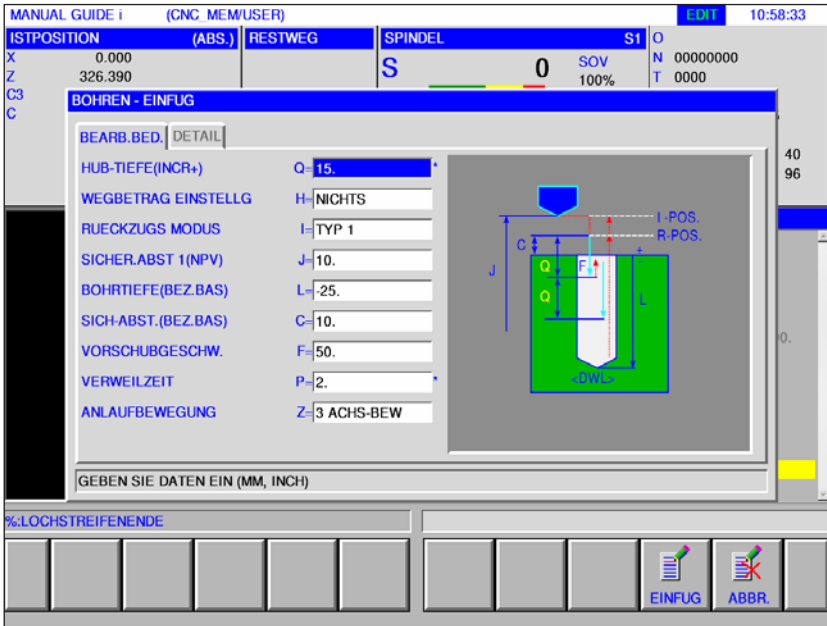 MANUAL GUIDE i (CNC_MEM/USER) EDIT 10:58:33
ISTPOSITION (ABS.) RESTWEG SPINDEL S1 O
X 0.000 S 0 SOV N 00000000
Z 326.390 100% T 0000
C3
C
BOHREN - EINFUG
BEARB.BED. DETAIL
HUB-TIEFE(INCR+) Q= 15. *
WEGBETRAG EINSTELLG H= NICHTS
RUECKZUGS MODUS I= TYP 1
SICHER.ABST 1(NPV) J= 10.
BOHRTIEFE(BEZ.BAS) L= -25.
SICH-ABST.(BEZ.BAS) C= 10.
VORSCHUBGESCHW. F= 50.
VERWEILZEIT P= 2. *
ANLAUFBEWEGUNG Z= 3 ACHS-BEW
I-POS.
R-POS.
C
+
-
Q F
J
Q L
<DWL>
40
96
00.
GEBEN SIE DATEN EIN (MM, INCH)
%:LOCHSTREIFENENDE
EINFUG ABBR.